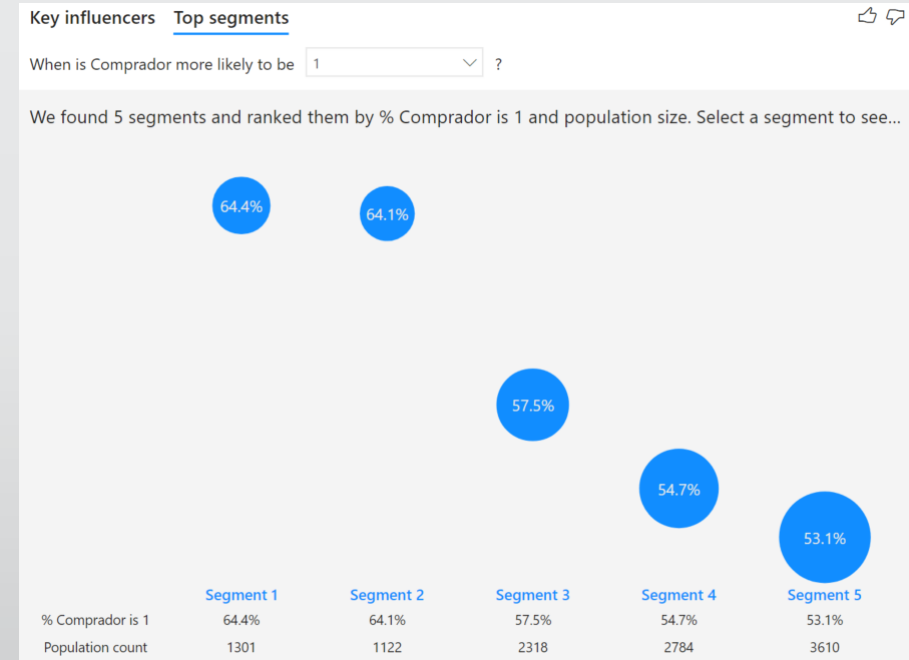 Key influencers Top segments
When is Comprador more likely to be 1 ?
We found 5 segments and ranked them by % Comprador is 1 and population size. Select a segment to see...
64.4%
64.1%
57.5%
54.7%
53.1%
Segment 1 Segment 2 Segment 3 Segment 4 Segment 5
% Comprador is 1 64.4% 64.1% 57.5% 54.7% 53.1%
Population count 1301 1122 2318 2784 3610